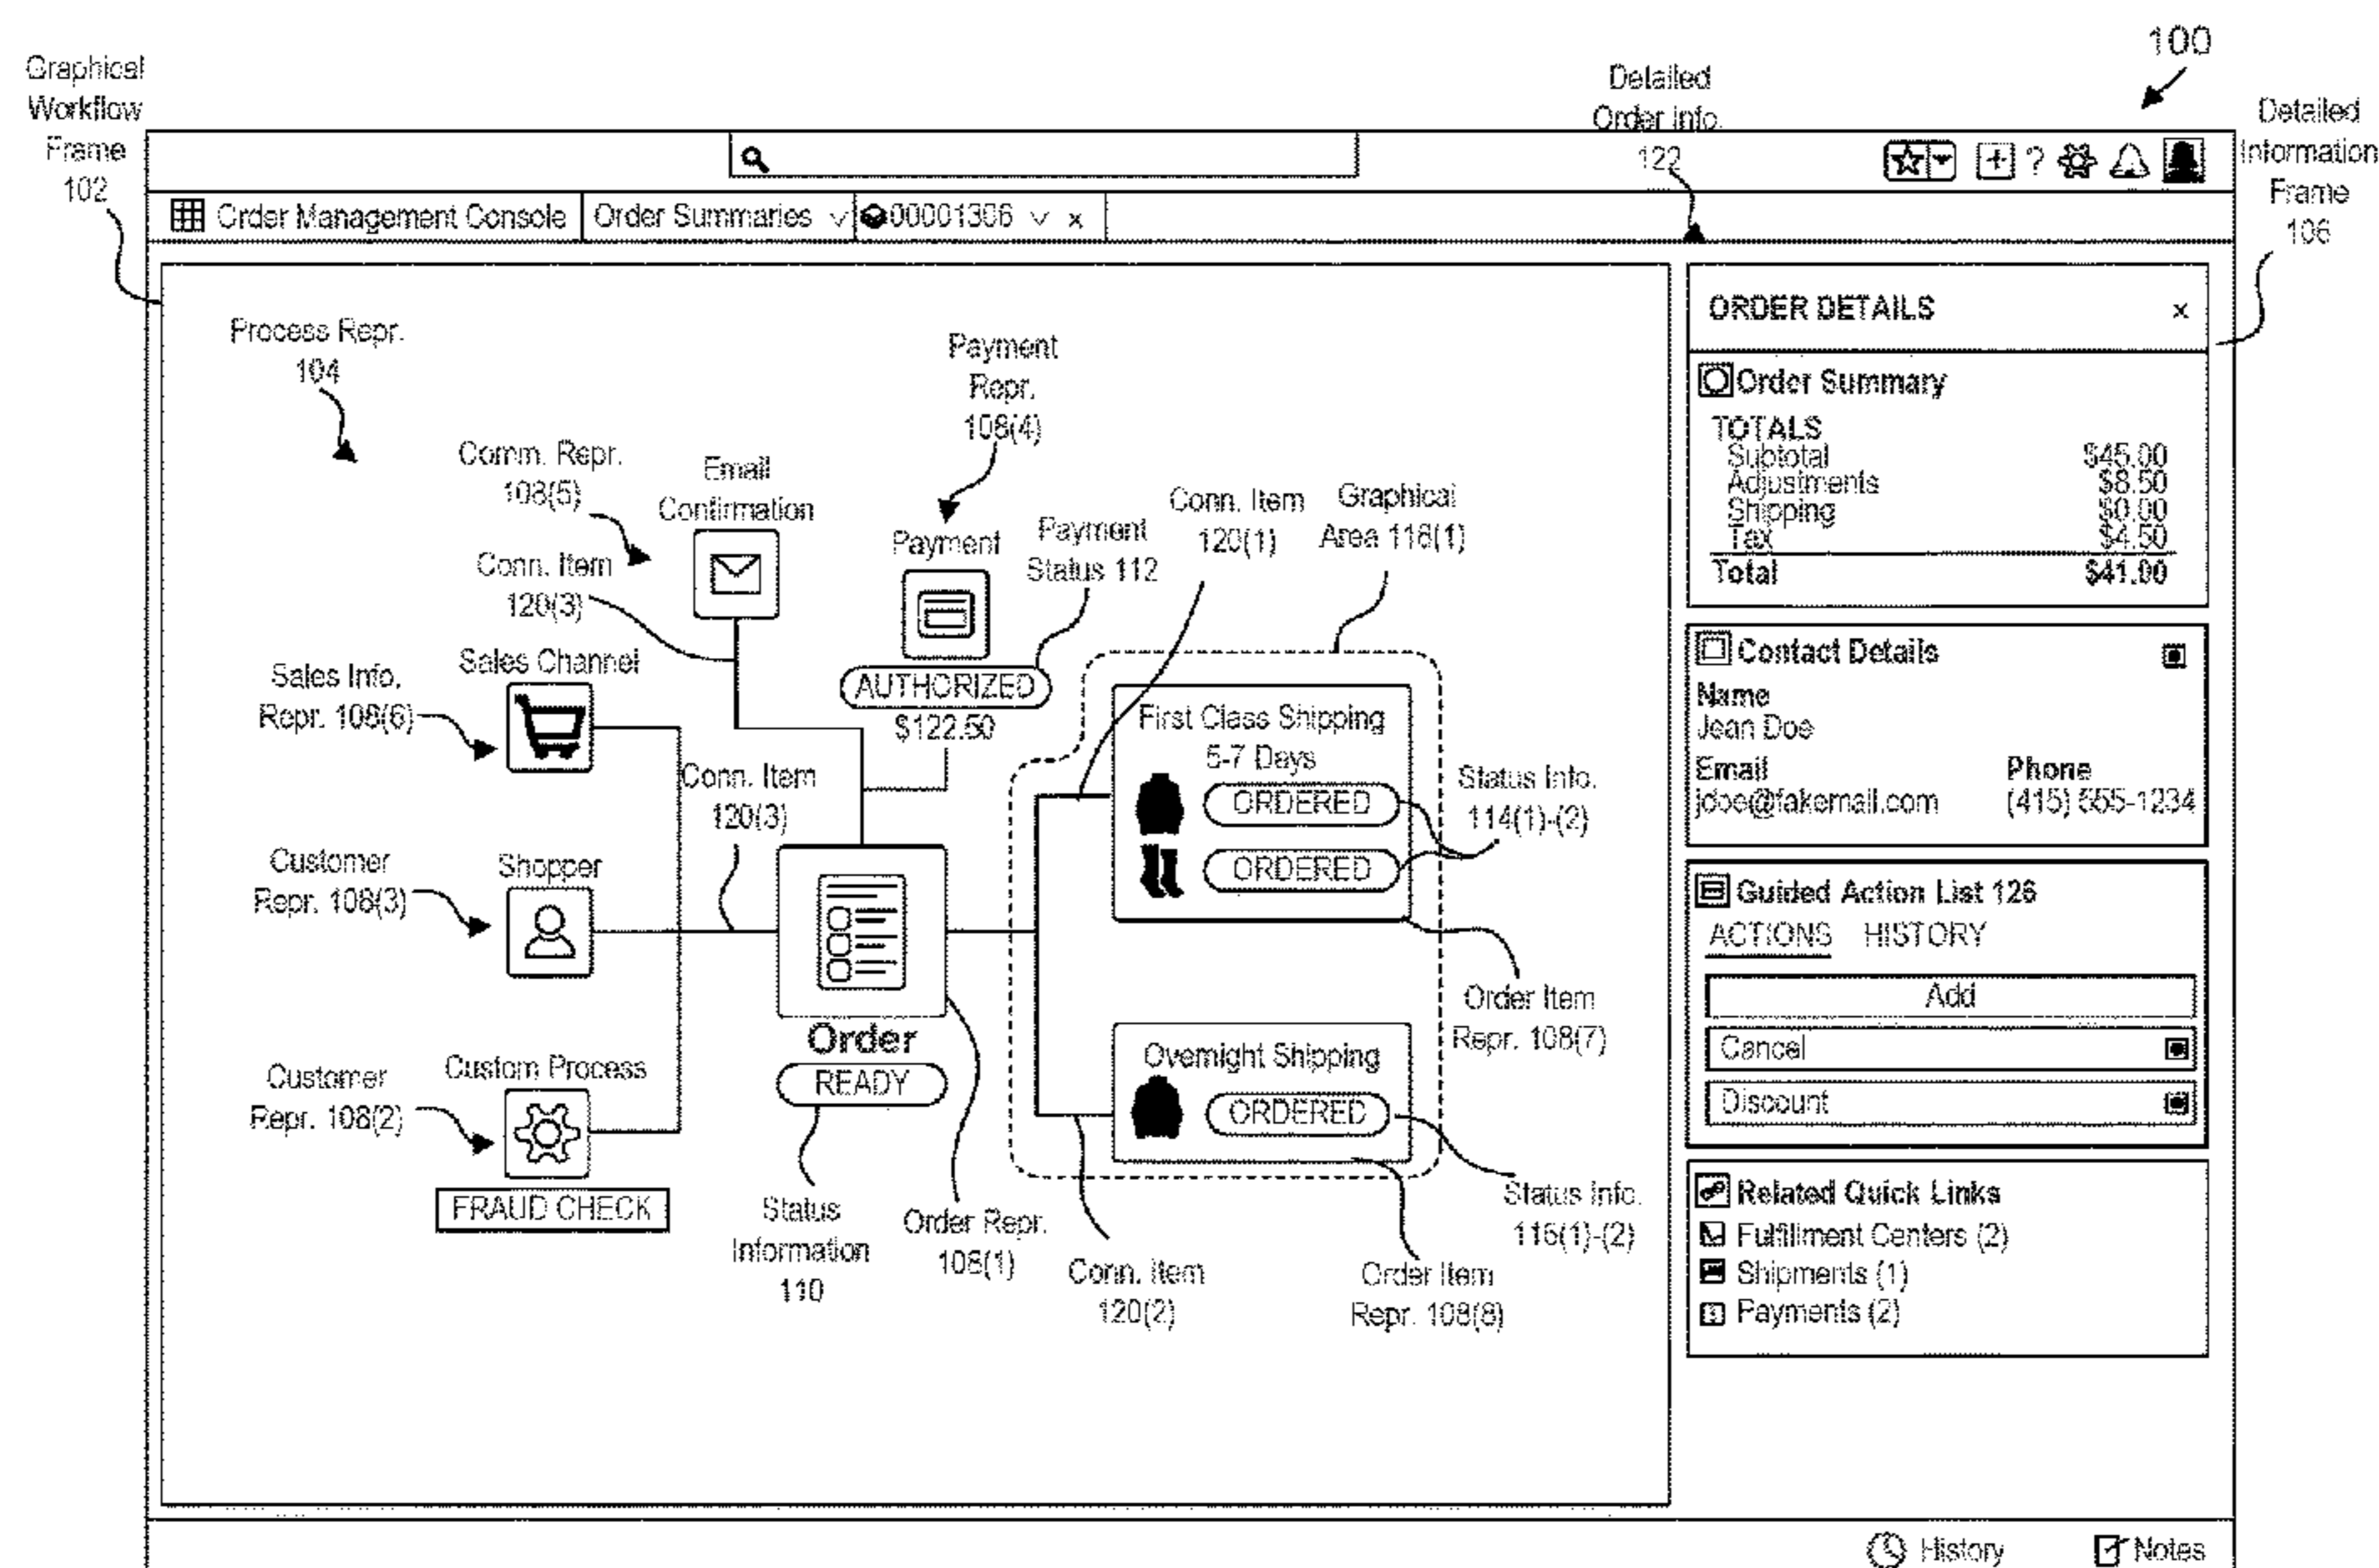 100
Graphical
Workflow
Frame
102
Detailed
Order Info.
122
Detailed
Information
Frame
106
?
Order Management Console
Order Summaries
00001306
x
Process Repr.
104
Payment
Repr.
108(4)
Comm. Repr.
108(5)
Email
Confirmation
Conn. Item
120(3)
Payment
Payment
Status 112
AUTHORIZED
$122.50
Conn. Item
120(1)
Graphical
Area 118(1)
Sales Info.
Repr. 108(6)
Sales Channel
Conn. Item
120(3)
First Class Shipping
5-7 Days
ORDERED
ORDERED
Status Info.
114(1)-(2)
Customer
Repr. 108(3)
Shopper
Order Item
Repr. 108(7)
Order
READY
Customer
Repr. 108(2)
Custom Process
FRAUD CHECK
Overnight Shipping
ORDERED
Status
Information
110
Order Repr.
108(1)
Conn. Item
120(2)
Status Info.
116(1)-(2)
Order Item
Repr. 108(8)
ORDER DETAILS
x
Order Summary
TOTALS
Subtotal $45.00
Adjustments $8.50
Shipping $0.00
Tax $4.50
Total $41.00
Contact Details
Name
Jean Doe
Email Phone
jdoe@fakemail.com (415) 555-1234
Guided Action List 126
ACTIONS HISTORY
Add
Cancel
Discount
Related Quick Links
Fulfillment Centers (2)
Shipments (1)
Payments (2)
History
Notes